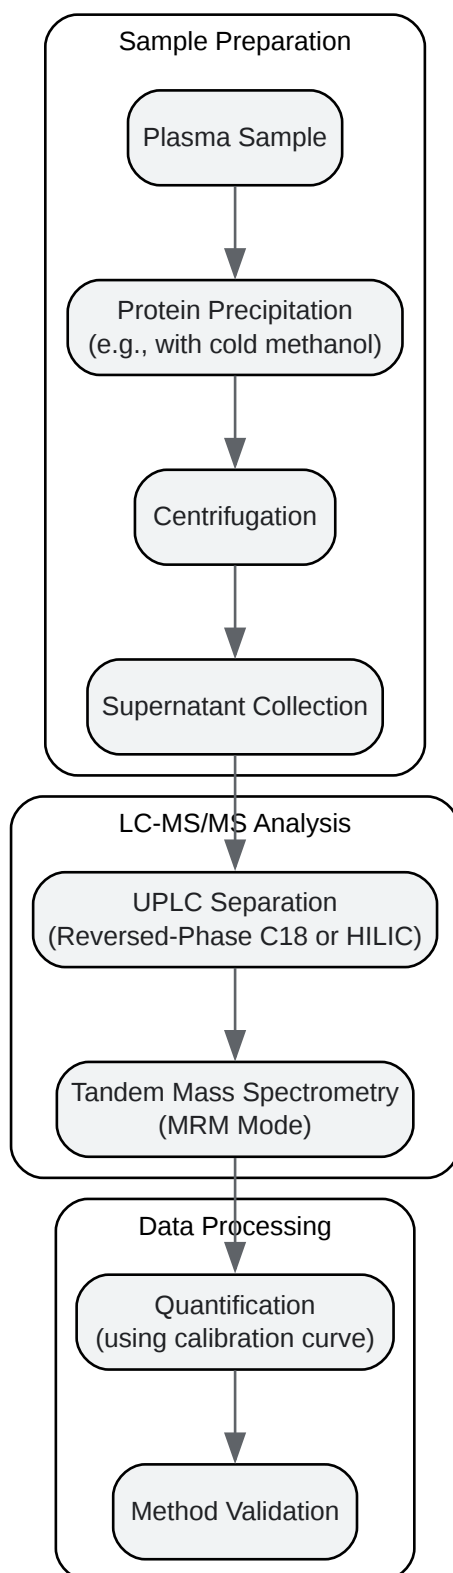 Sample Preparation
Plasma Sample
Protein Precipitation
(e.g., with cold methanol)
Centrifugation
Supernatant Collection
LC-MS/MS Analysis
UPLC Separation
(Reversed-Phase C18 or HILIC)
Tandem Mass Spectrometry
(MRM Mode)
Data Processing
Quantification
(using calibration curve)
Method Validation